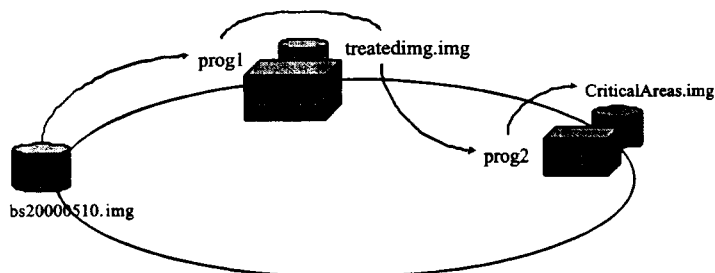 prog1
treatedimg.img
CriticalAreas.img
prog2
bs20000510.img